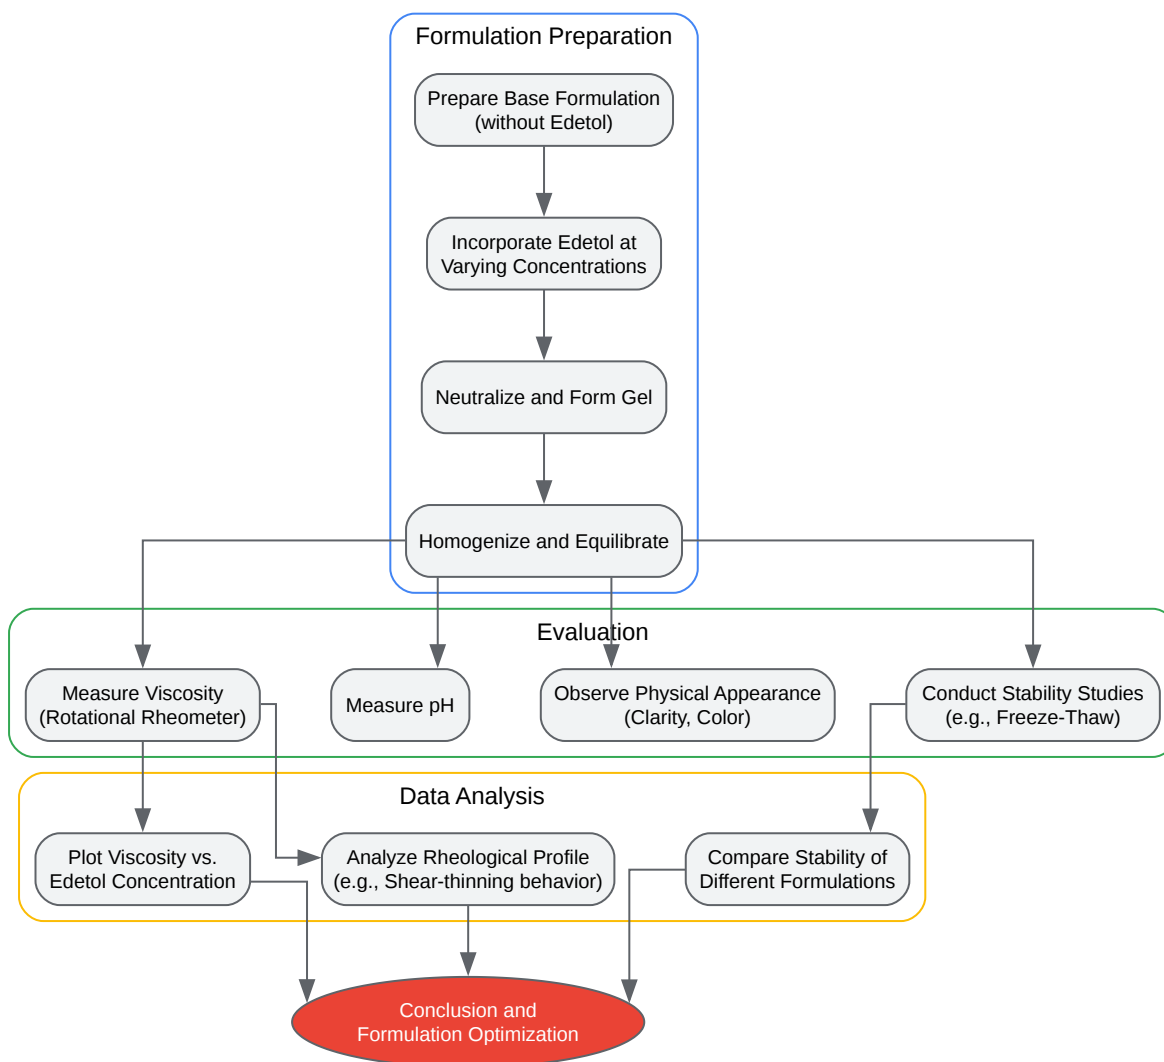 Formulation Preparation
Prepare Base Formulation
(without Edetol)
Incorporate Edetol at
Varying Concentrations
Neutralize and Form Gel
Homogenize and Equilibrate
Evaluation
Measure Viscosity
(Rotational Rheometer)
Measure pH
Observe Physical Appearance
(Clarity, Color)
Conduct Stability Studies
(e.g., Freeze-Thaw)
Data Analysis
Plot Viscosity vs.
Edetol Concentration
Analyze Rheological Profile
(e.g., Shear-thinning behavior)
Compare Stability of
Different Formulations
Conclusion and
Formulation Optimization